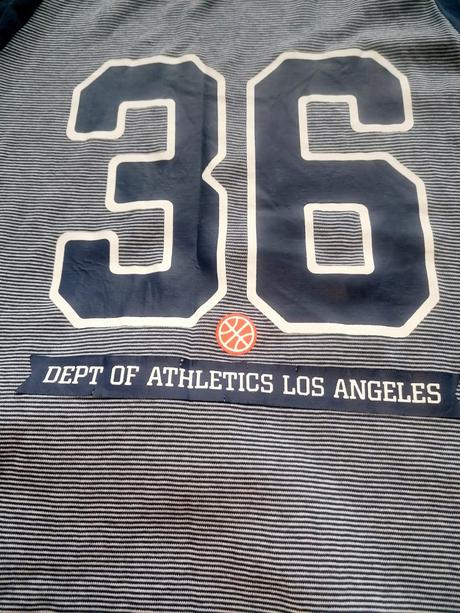 36
DEPT OF ATHLETICS LOS ANGELES